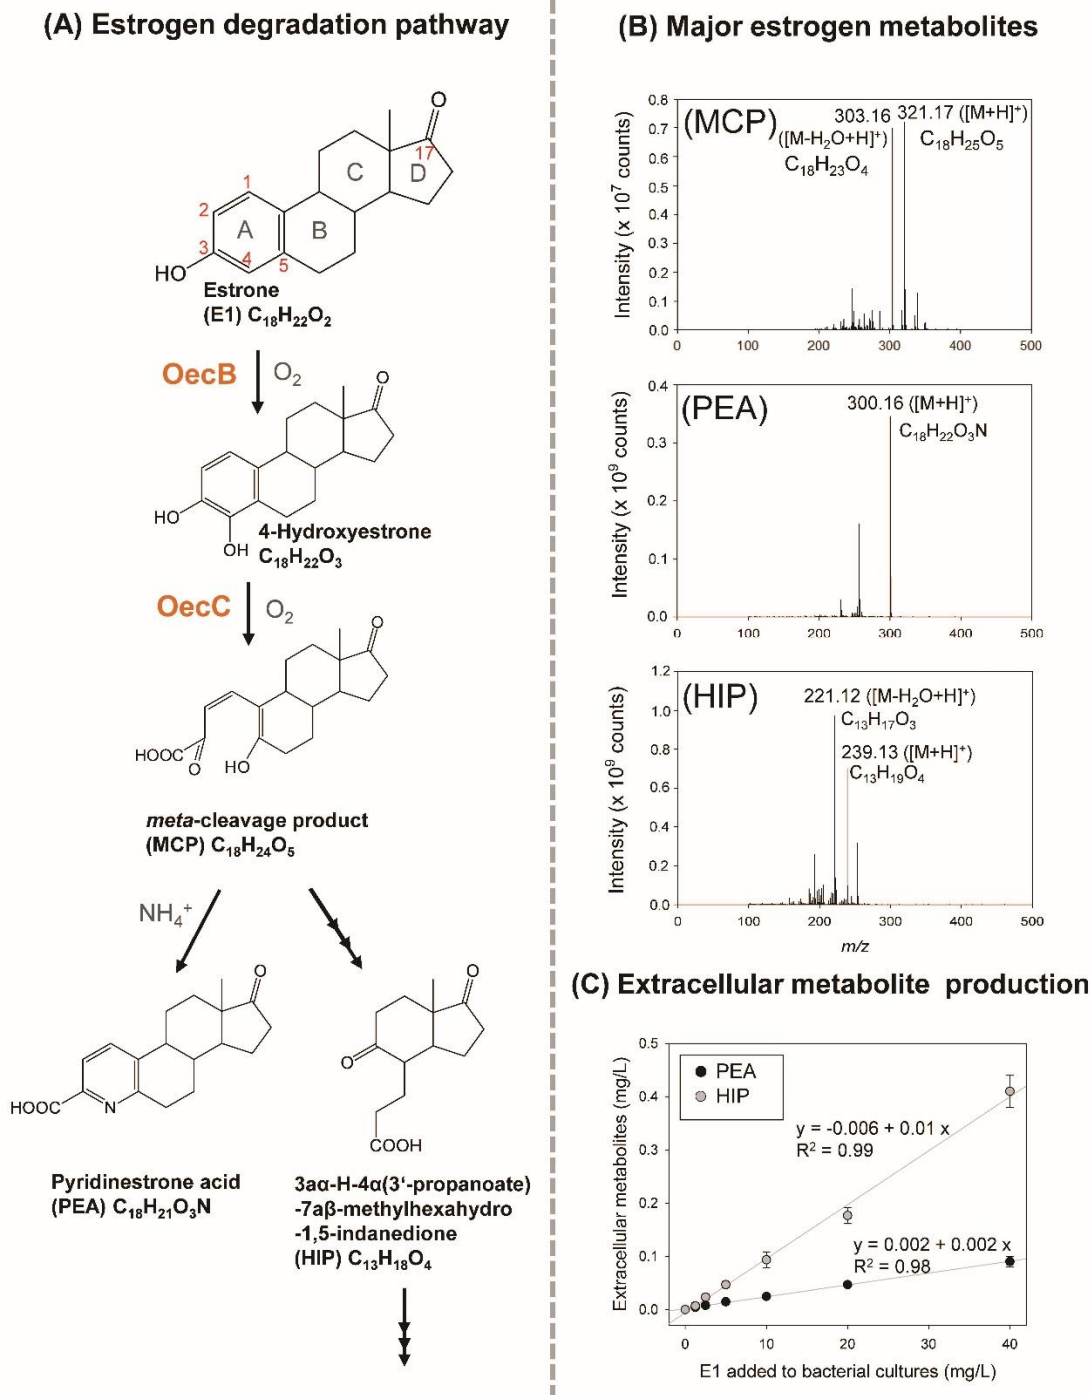 (A) Estrogen degradation pathway
O
17
C
D
1
2
A
B
3
4
5
HO
Estrone
(E1) C₁₈H₂₂O₂
OecB
O₂
O
HO
OH
4-Hydroxyestrone
C₁₈H₂₂O₃
OecC
O₂
O
HOOC
O
HO
meta-cleavage product
(MCP) C₁₈H₂₄O₅
NH₄⁺
O
HOOC
N
Pyridinestrone acid
(PEA) C₁₈H₂₁O₃N
O
O
COOH
3aα-H-4α(3‘-propanoate)
-7aβ-methylhexahydro
-1,5-indanedione
(HIP) C₁₃H₁₈O₄
(B) Major estrogen metabolites
(MCP)
303.16
([M-H₂O+H]⁺)
C₁₈H₂₃O₄
321.17 ([M+H]⁺)
C₁₈H₂₅O₅
Intensity (x 10⁷ counts)
0.8
0.7
0.6
0.5
0.4
0.3
0.2
0.1
0.0
0 100 200 300 400 500
(PEA)
300.16 ([M+H]⁺)
C₁₈H₂₂O₃N
Intensity (x 10⁹ counts)
0.4
0.3
0.2
0.1
0.0
0 100 200 300 400 500
(HIP)
221.12 ([M-H₂O+H]⁺)
C₁₃H₁₇O₃
239.13 ([M+H]⁺)
C₁₃H₁₉O₄
Intensity (x 10⁹ counts)
1.2
1.0
0.8
0.6
0.4
0.2
0.0
0 100 200 300 400 500
m/z
(C) Extracellular metabolite production
PEA
HIP
y = -0.006 + 0.01 x
R² = 0.99
y = 0.002 + 0.002 x
R² = 0.98
Extracellular metabolites (mg/L)
0.5
0.4
0.3
0.2
0.1
0.0
0 10 20 30 40
E1 added to bacterial cultures (mg/L)